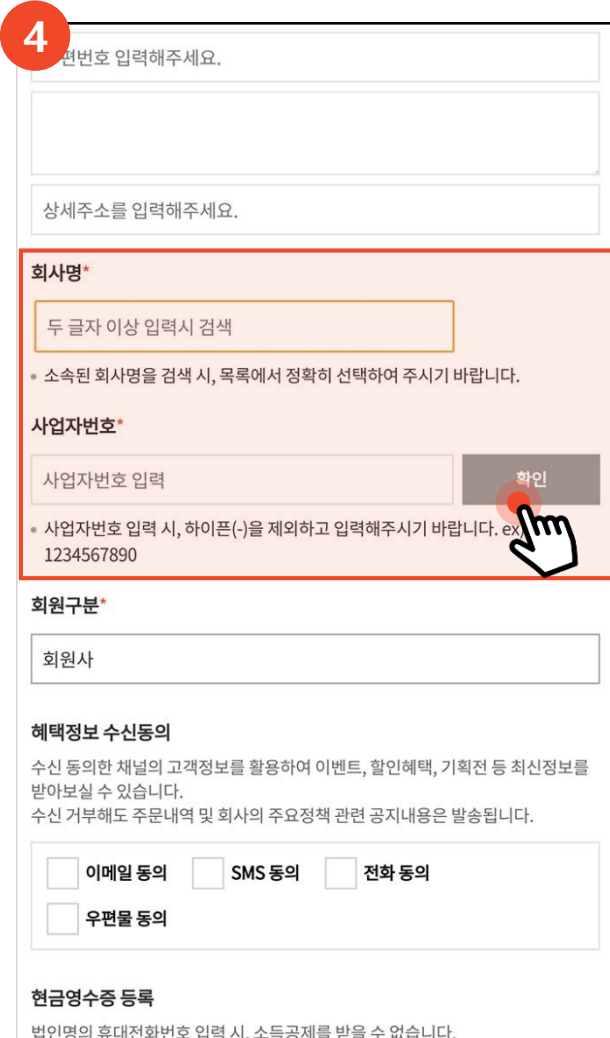 4
편번호 입력해주세요.
상세주소를 입력해주세요.
회사명*
두 글자 이상 입력시 검색
소속된 회사명을 검색 시, 목록에서 정확히 선택하여 주시기 바랍니다.
사업자번호*
사업자번호 입력
확인
사업자번호 입력 시, 하이픈(-)을 제외하고 입력해주시기 바랍니다. ex)
1234567890
회원구분*
회원사
혜택정보 수신동의
수신 동의한 채널의 고객정보를 활용하여 이벤트, 할인혜택, 기획전 등 최신정보를
받아보실 수 있습니다.
수신 거부해도 주문내역 및 회사의 주요정책 관련 공지내용은 발송됩니다.
이메일 동의 SMS 동의 전화 동의
우편물 동의
현금영수증 등록
법인명의 휴대전화번호 입력 시, 소득공제를 받을 수 없습니다.